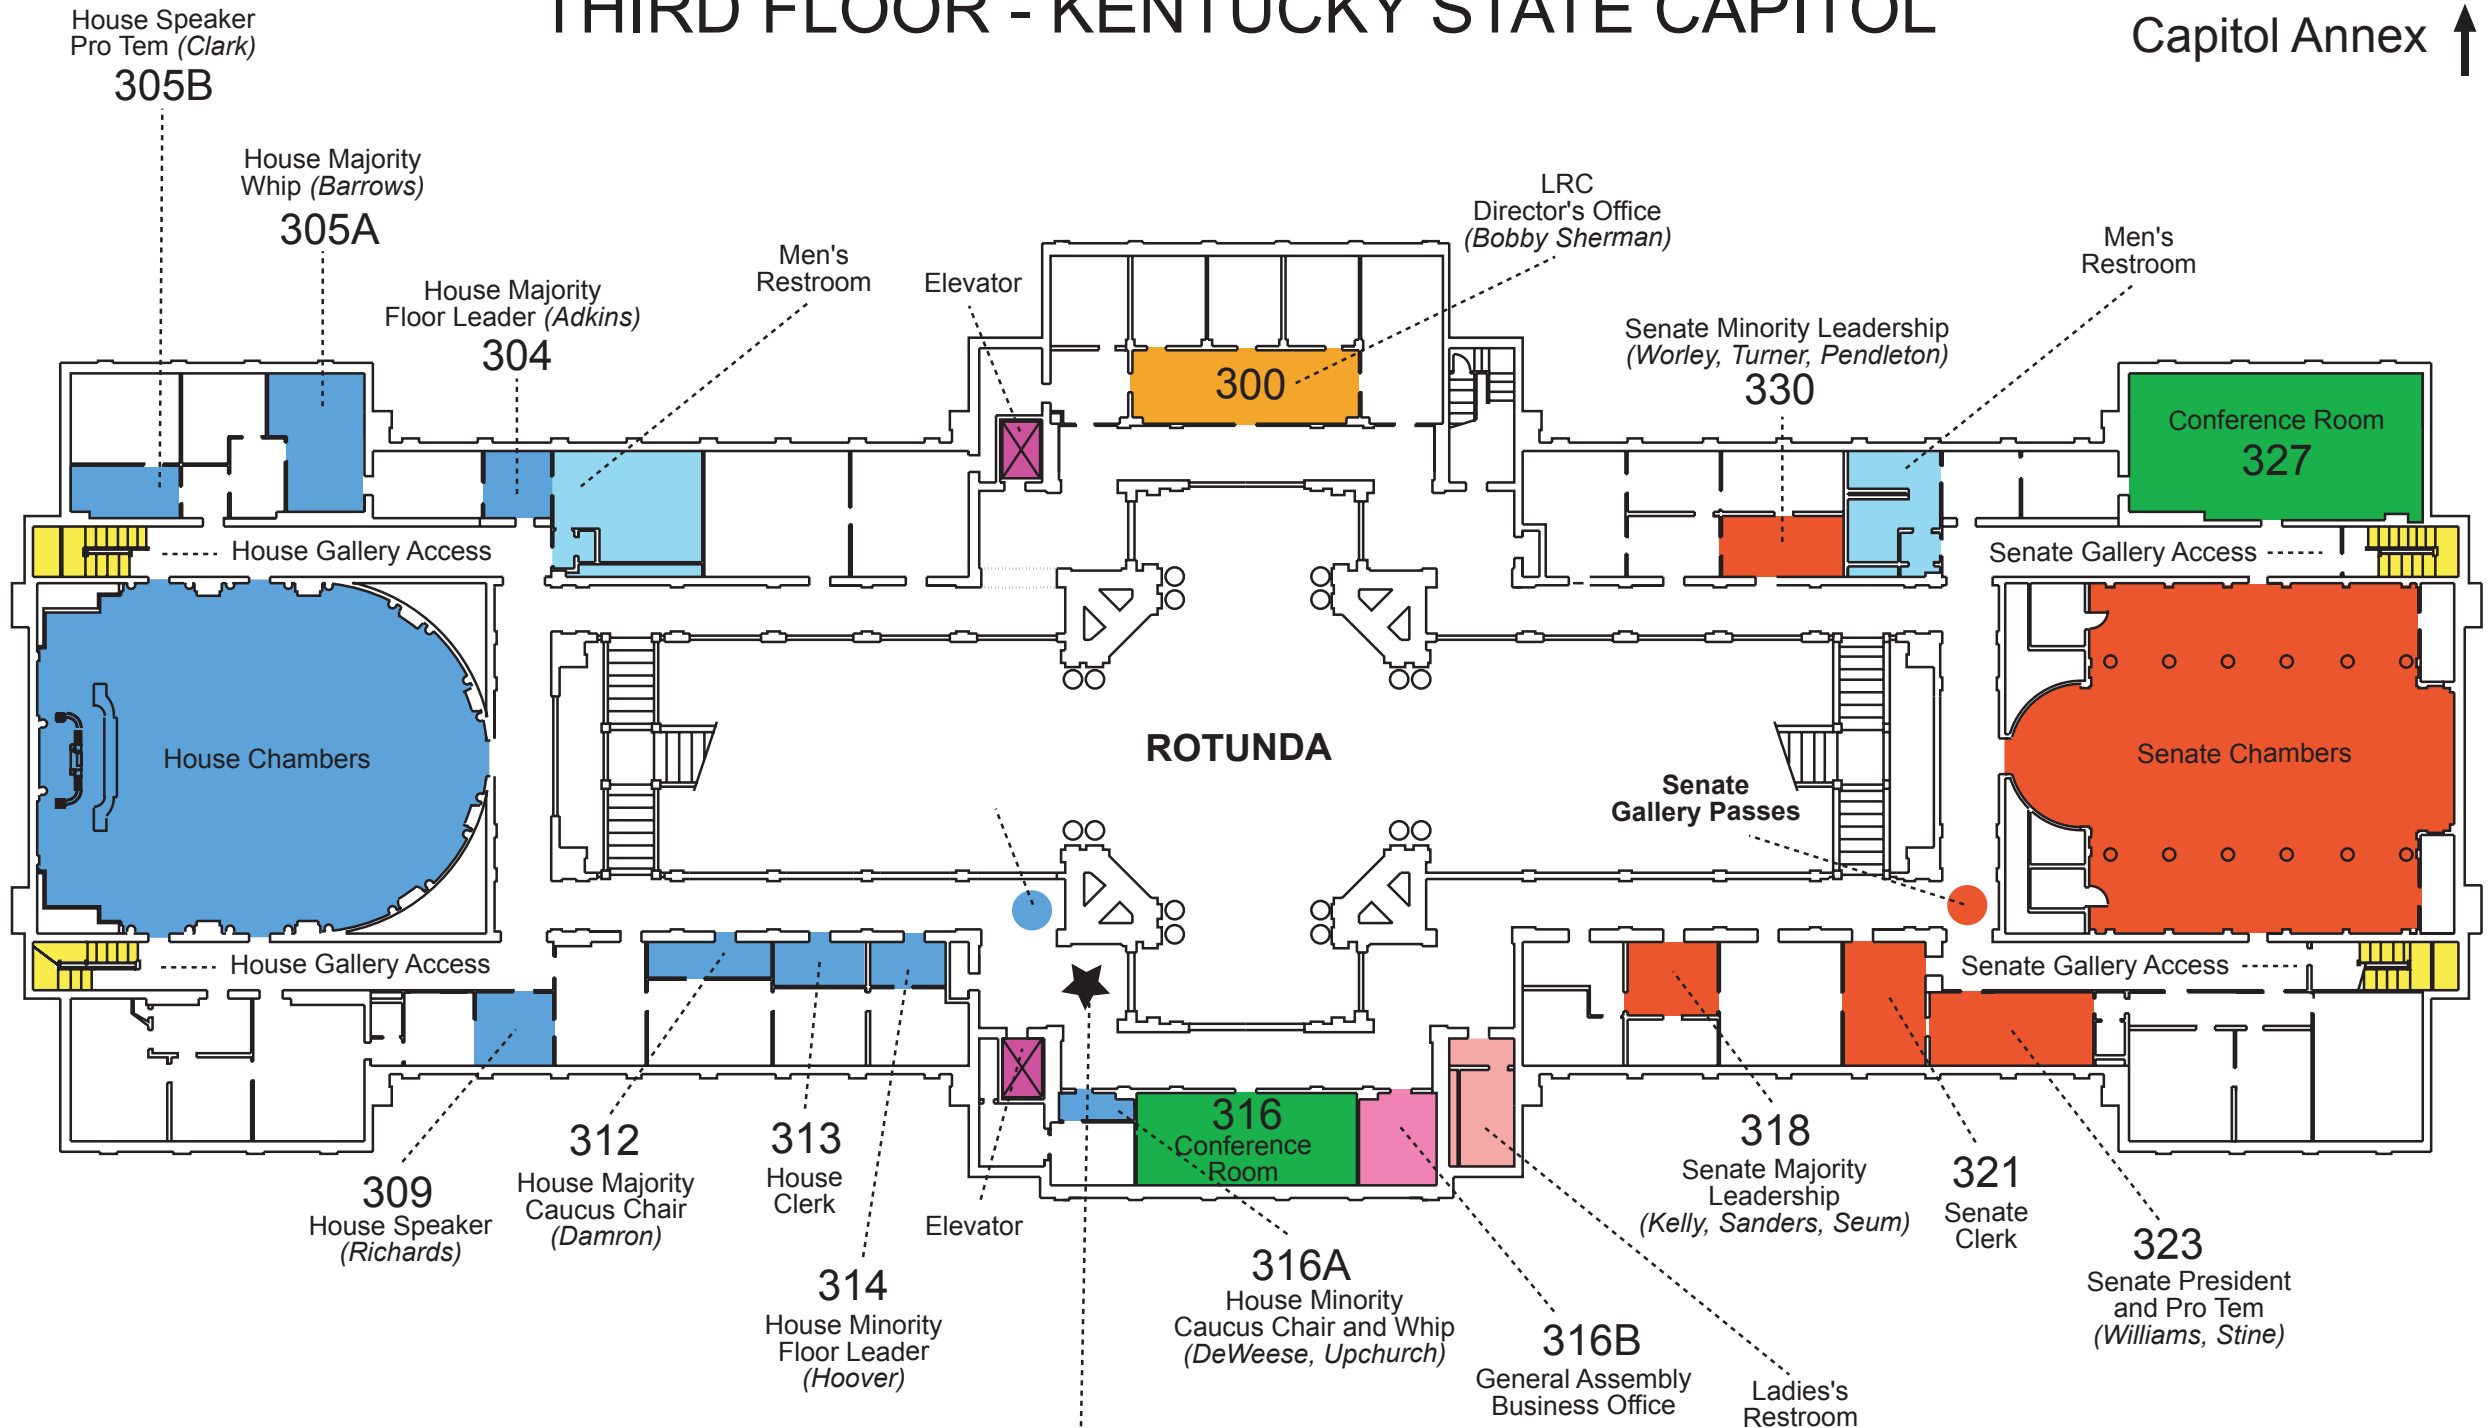 THIRD FLOOR - KENTUCKY STATE CAPITOL
Capitol Annex
House Speaker
Pro Tem (Clark)
305B
House Majority
Whip (Barrows)
305A
House Majority
Floor Leader (Adkins)
304
Men's
Restroom
Elevator
LRC
Director's Office
(Bobby Sherman)
300
Senate Minority Leadership
(Worley, Turner, Pendleton)
330
Men's
Restroom
Conference Room
327
House Gallery Access
Senate Gallery Access
House Chambers
ROTUNDA
Senate
Gallery Passes
Senate Chambers
House Gallery Access
Senate Gallery Access
309
House Speaker
(Richards)
312
House Majority
Caucus Chair
(Damron)
313
House
Clerk
314
House Minority
Floor Leader
(Hoover)
Elevator
316
Conference
Room
316A
House Minority
Caucus Chair and Whip
(DeWeese, Upchurch)
316B
General Assembly
Business Office
Ladies's
Restroom
318
Senate Majority
Leadership
(Kelly, Sanders, Seum)
321
Senate
Clerk
323
Senate President
and Pro Tem
(Williams, Stine)